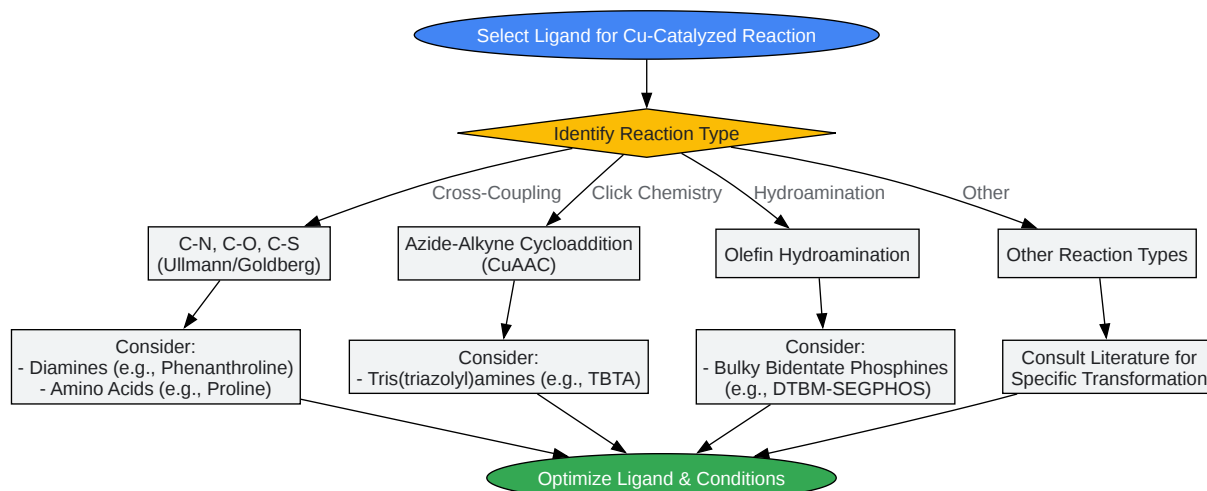 Select Ligand for Cu-Catalyzed Reaction
Identify Reaction Type
Cross-Coupling
Click Chemistry
Hydroamination
Other
C-N, C-O, C-S
(Ullmann/Goldberg)
Azide-Alkyne Cycloaddition
(CuAAC)
Olefin Hydroamination
Other Reaction Types
Consider:
- Diamines (e.g., Phenanthroline)
- Amino Acids (e.g., Proline)
Consider:
- Tris(triazolyl)amines (e.g., TBTA)
Consider:
- Bulky Bidentate Phosphines
(e.g., DTBM-SEGPHOS)
Consult Literature for
Specific Transformation
Optimize Ligand & Conditions